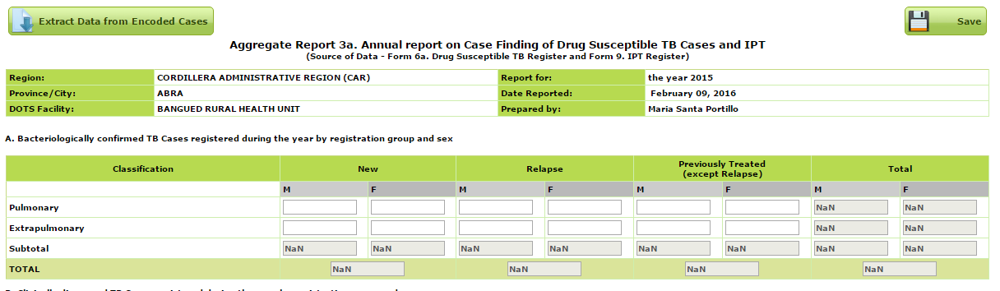 Extract Data from Encoded Cases
Save
Aggregate Report 3a. Annual report on Case Finding of Drug Susceptible TB Cases and IPT
(Source of Data - Form 6a. Drug Susceptible TB Register and Form 9. IPT Register)
Region: CORDILLERA ADMINISTRATIVE REGION (CAR) Report for: the year 2015
Province/City: ABRA Date Reported: February 09, 2016
DOTS Facility: BANGUED RURAL HEALTH UNIT Prepared by: Maria Santa Portillo
A. Bacteriologically confirmed TB Cases registered during the year by registration group and sex
Classification New Relapse Previously Treated (except Relapse) Total
M F M F M F M F
Pulmonary NaN NaN
Extrapulmonary NaN NaN
Subtotal NaN NaN NaN NaN NaN NaN NaN NaN
TOTAL NaN NaN NaN NaN